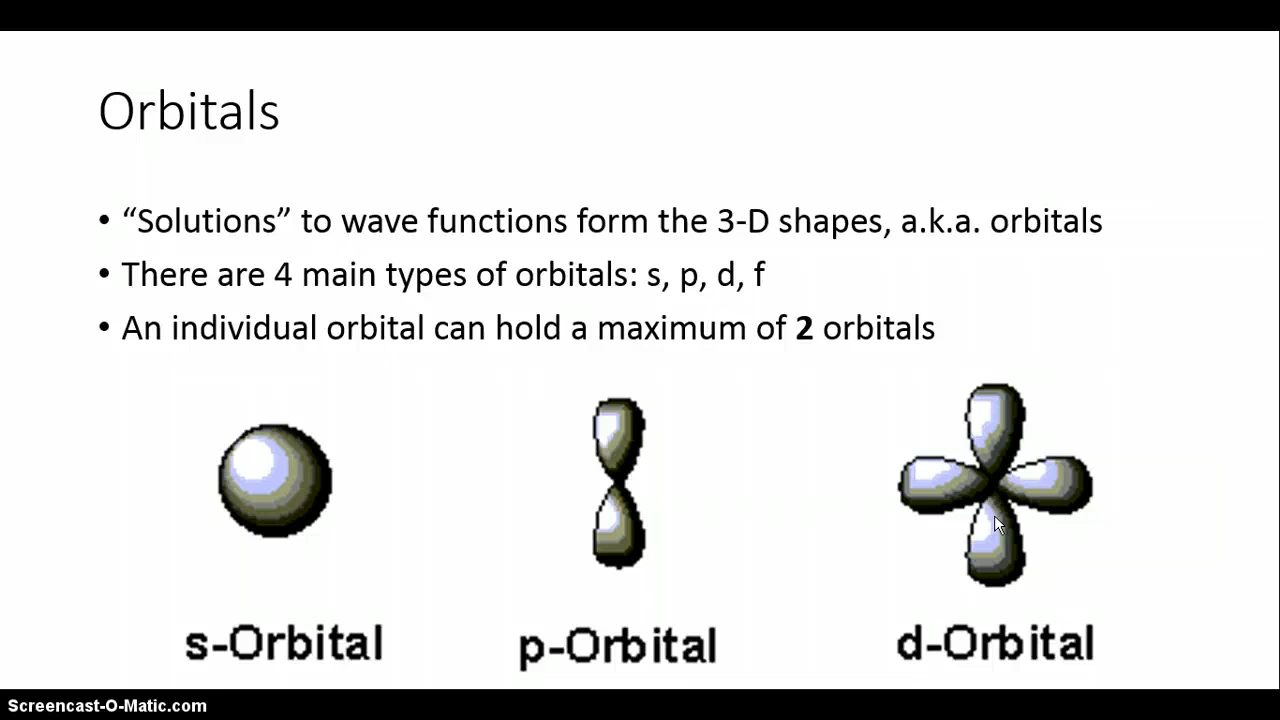 Orbitals
• “Solutions” to wave functions form the 3-D shapes, a.k.a. orbitals
• There are 4 main types of orbitals: s, p, d, f
• An individual orbital can hold a maximum of 2 orbitals
s-Orbital
p-Orbital
d-Orbital
Screencast-O-Matic.com